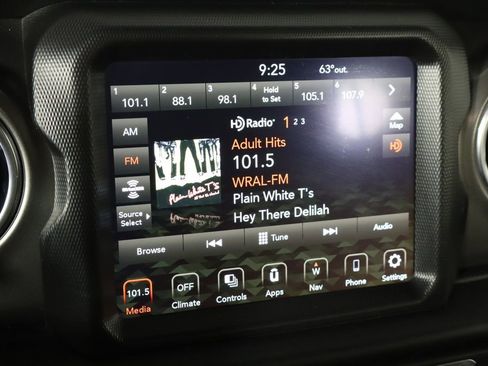 9:25 63°out.
1 2 3 4 5 6
101.1 88.1 98.1 Hold to Set 105.1 107.9
AM
HD Radio 1 2 3
Map
Adult Hits
FM
101.5
HD
WRAL-FM
Plain White T's
Plain White T's
Source Select
Hey There Delilah
Browse Tune Audio
101.5 OFF W
Media Climate Controls Apps Nav Phone Settings